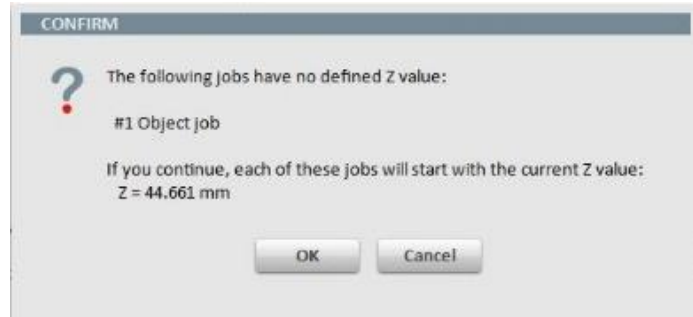 CONFIRM
The following jobs have no defined Z value:
#1 Object job
If you continue, each of these jobs will start with the current Z value:
Z = 44.661 mm
OK Cancel